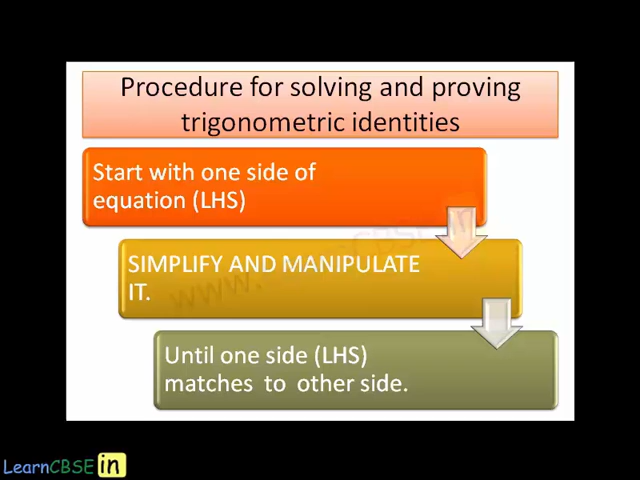 Procedure for solving and proving
trigonometric identities
Start with one side of
equation (LHS)
SIMPLIFY AND MANIPULATE
IT.
Until one side (LHS)
matches to other side.
LearnCBSE in